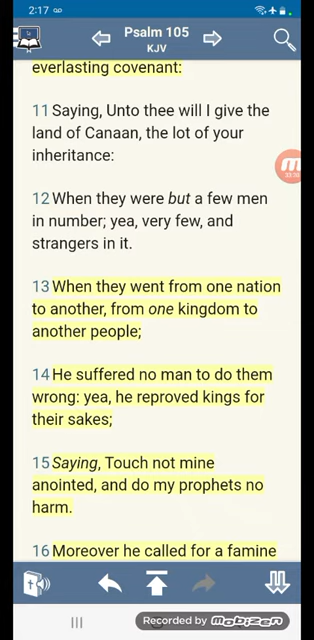 2:17
Psalm 105
KJV
everlasting covenant:
11 Saying, Unto thee will I give the
land of Canaan, the lot of your
inheritance:
12 When they were but a few men
in number; yea, very few, and
strangers in it.
13 When they went from one nation
to another, from one kingdom to
another people;
14 He suffered no man to do them
wrong: yea, he reproved kings for
their sakes;
15 Saying, Touch not mine
anointed, and do my prophets no
harm.
16 Moreover he called for a famine
Recorded by mobizen